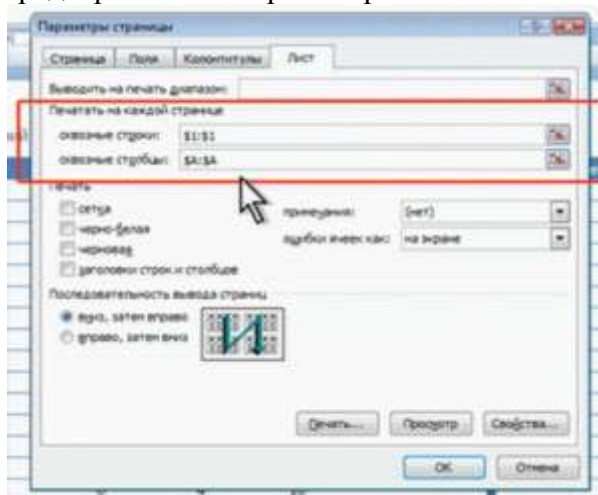 Параметры страницы
Страница Поля Колонтитулы Лист
Выводить на печать диапазон:
Печатать на каждой странице
сквозные строки: $1:$1
сквозные столбцы: $A:$A
Печать
сетка примечания: (нет)
черно-белая ошибки ячеек как: на экране
черновая
заголовки строк и столбцов
Последовательность вывода страниц
вниз, затем вправо
вправо, затем вниз
Печать... Просмотр Свойства...
ОК Отмена